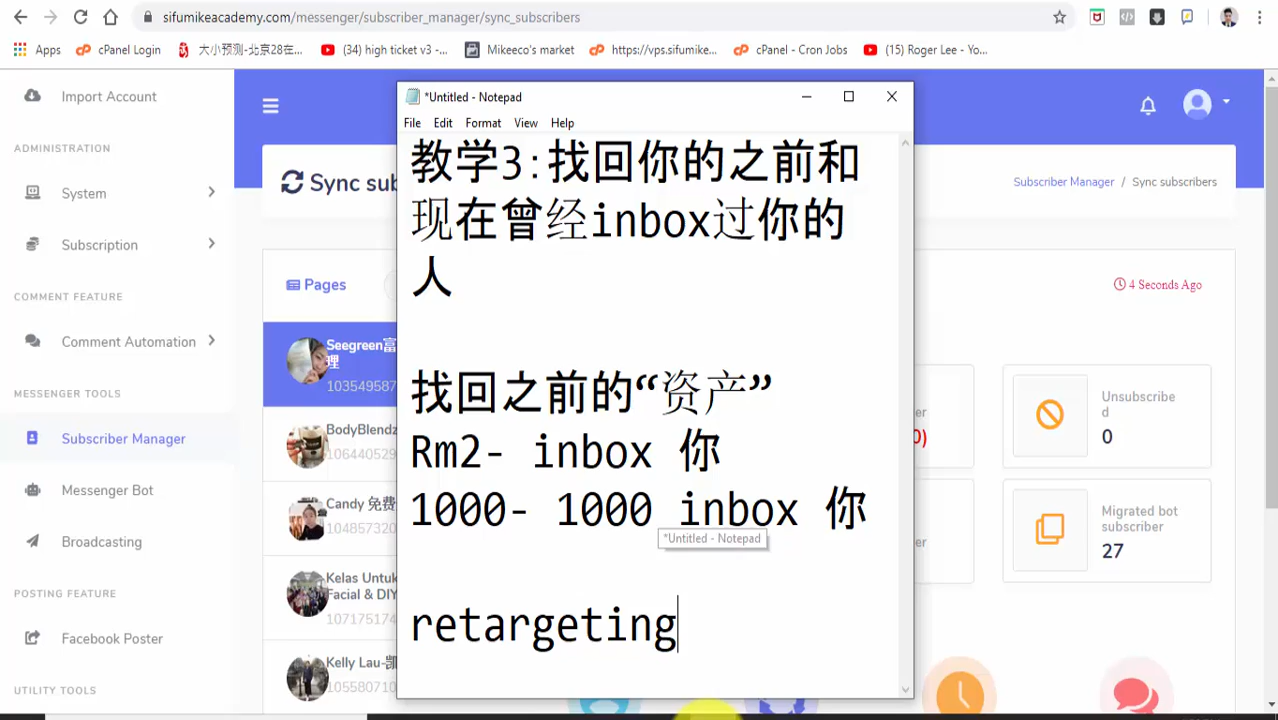 sifumikeacademy.com/messenger/subscriber_manager/sync_subscribers
Apps
cPanel Login
大小预测-北京28在...
(34) high ticket v3 -...
Mikeeco's market
https://vps.sifumike...
cPanel - Cron Jobs
(15) Roger Lee - Yo...
Import Account
ADMINISTRATION
System
Subscription
COMMENT FEATURE
Comment Automation
MESSENGER TOOLS
Subscriber Manager
Messenger Bot
Broadcasting
POSTING FEATURE
Facebook Poster
UTILITY TOOLS
Sync sub
Subscriber Manager / Sync subscribers
Pages
4 Seconds Ago
Seegreen富
理
103549587
BodyBlendz
106440529
Candy 免费
104857320
Kelas Untuk
Facial & DIY
107175174
Kelly Lau-凯
105580710
*Untitled - Notepad
File Edit Format View Help
教学3:找回你的之前和
现在曾经inbox过你的
人
找回之前的“资产”
Rm2- inbox 你
1000- 1000 inbox 你
*Untitled - Notepad
retargeting
Unsubscribe
d
0
0)
Migrated bot
subscriber
27